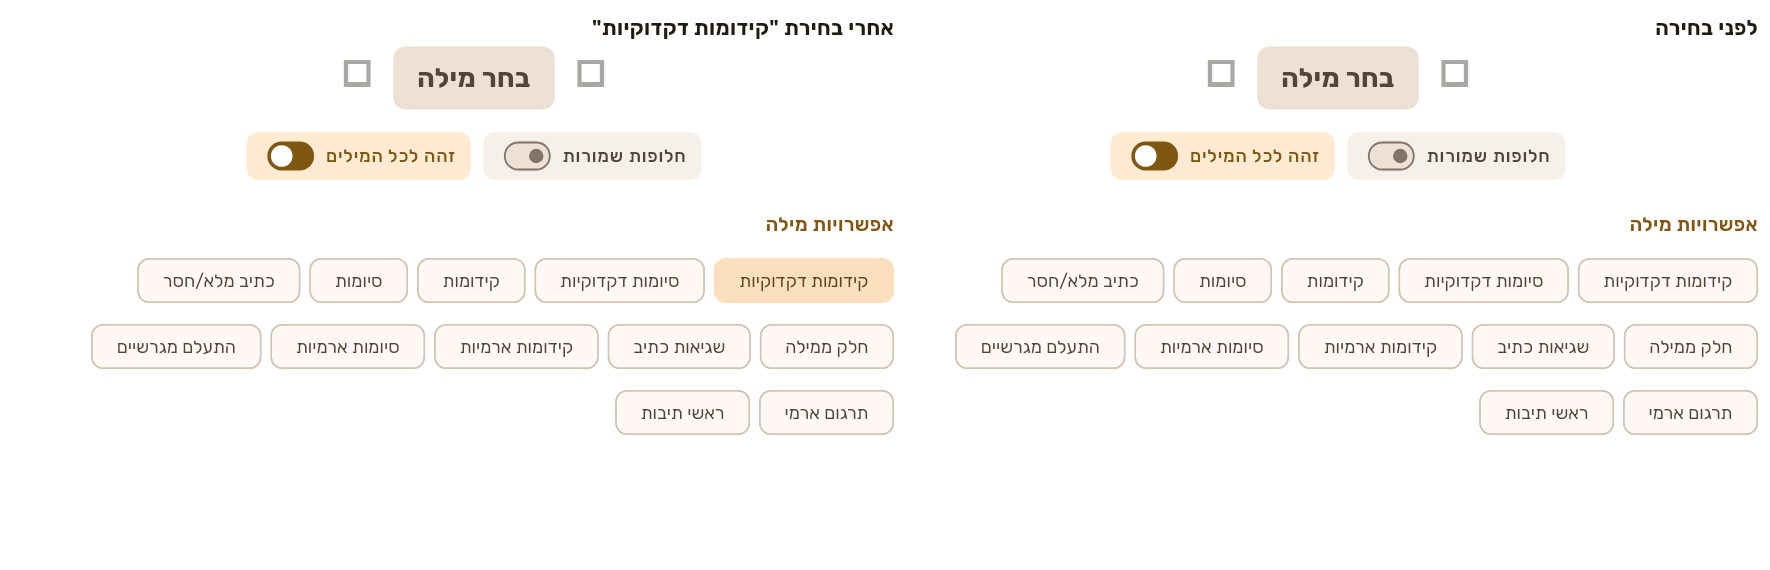 לפני בחירה
בחר מילה
חלופות שמורות
זהה לכל המילים
אפשרויות מילה
קידומות דקדוקיות סיומות דקדוקיות קידומות סיומות כתיב מלא/חסר
חלק ממילה שגיאות כתיב קידומות ארמיות סיומות ארמיות התעלם מגרשיים
תרגום ארמי ראשי תיבות
אחרי בחירת "קידומות דקדוקיות"
בחר מילה
חלופות שמורות
זהה לכל המילים
אפשרויות מילה
קידומות דקדוקיות סיומות דקדוקיות קידומות סיומות כתיב מלא/חסר
חלק ממילה שגיאות כתיב קידומות ארמיות סיומות ארמיות התעלם מגרשיים
תרגום ארמי ראשי תיבות